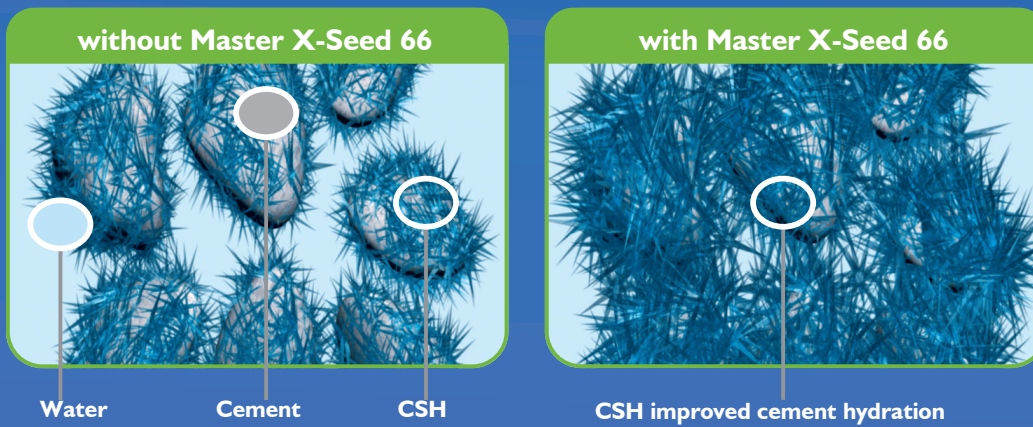 without Master X-Seed 66
with Master X-Seed 66
Water
Cement
CSH
CSH improved cement hydration